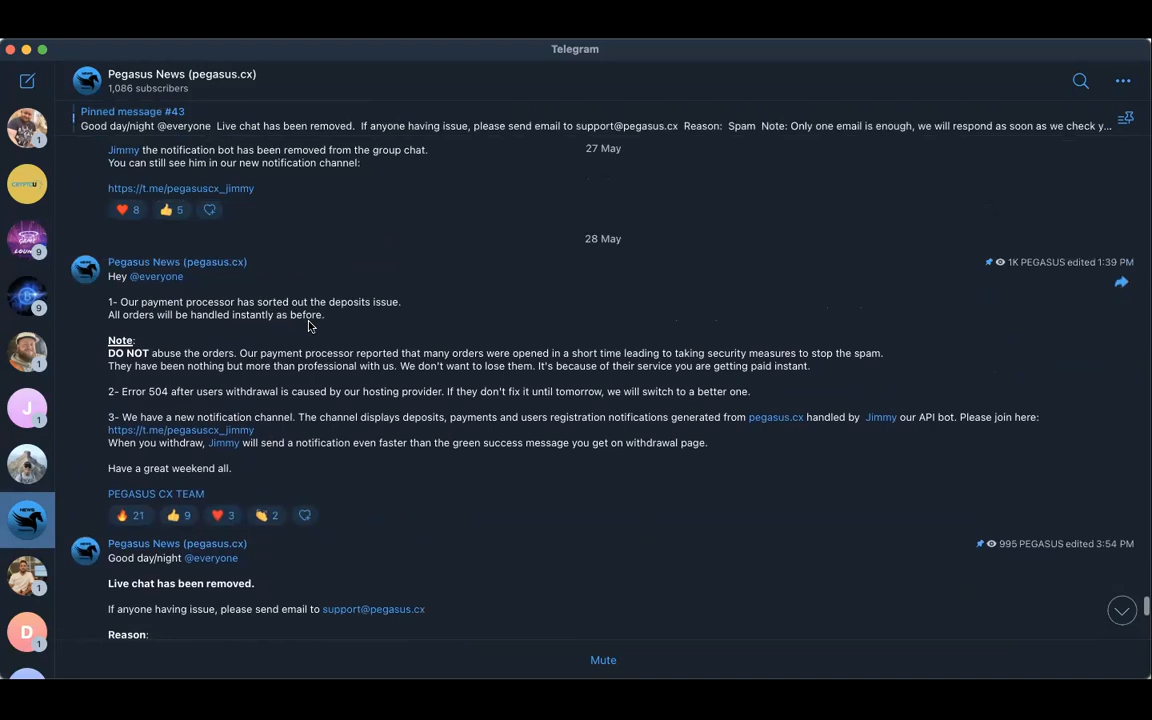 Telegram
Pegasus News (pegasus.cx)
1,086 subscribers
Pinned message #43
Good day/night @everyone Live chat has been removed. If anyone having issue, please send email to support@pegasus.cx Reason: Spam Note: Only one email is enough, we will respond as soon as we check y...
27 May
Jimmy the notification bot has been removed from the group chat.
You can still see him in our new notification channel:
https://t.me/pegasuscx_jimmy
8 5
28 May
Pegasus News (pegasus.cx) 1K PEGASUS edited 1:39 PM
Hey @everyone
1- Our payment processor has sorted out the deposits issue.
All orders will be handled instantly as before.
Note:
DO NOT abuse the orders. Our payment processor reported that many orders were opened in a short time leading to taking security measures to stop the spam.
They have been nothing but more than professional with us. We don't want to lose them. It's because of their service you are getting paid instant.
2- Error 504 after users withdrawal is caused by our hosting provider. If they don't fix it until tomorrow, we will switch to a better one.
3- We have a new notification channel. The channel displays deposits, payments and users registration notifications generated from pegasus.cx handled by Jimmy our API bot. Please join here:
https://t.me/pegasuscx_jimmy
When you withdraw, Jimmy will send a notification even faster than the green success message you get on withdrawal page.
Have a great weekend all.
PEGASUS CX TEAM
21 9 3 2
Pegasus News (pegasus.cx) 995 PEGASUS edited 3:54 PM
Good day/night @everyone
Live chat has been removed.
If anyone having issue, please send email to support@pegasus.cx
Reason:
Mute
1
CRYPTO
GAME
9
9
1
J
1
NEWS
1
D
1